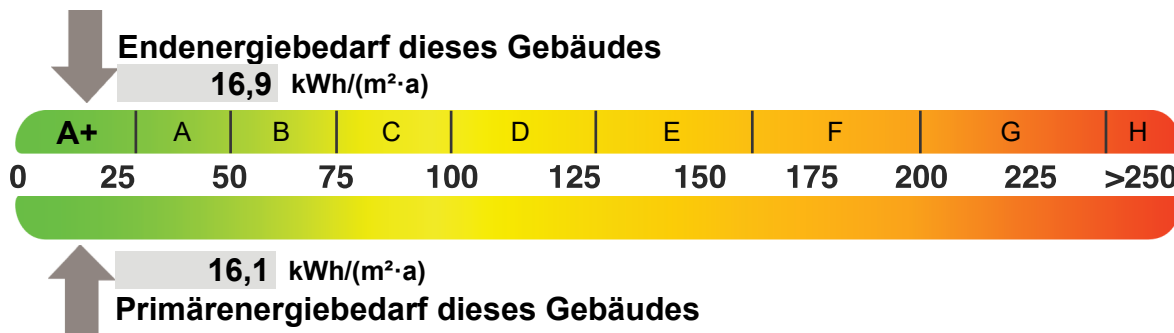 Endenergiebedarf dieses Gebäudes
16,9 kWh/(m²·a)
A+ A B C D E F G H
0 25 50 75 100 125 150 175 200 225 >250
16,1 kWh/(m²·a)
Primärenergiebedarf dieses Gebäudes